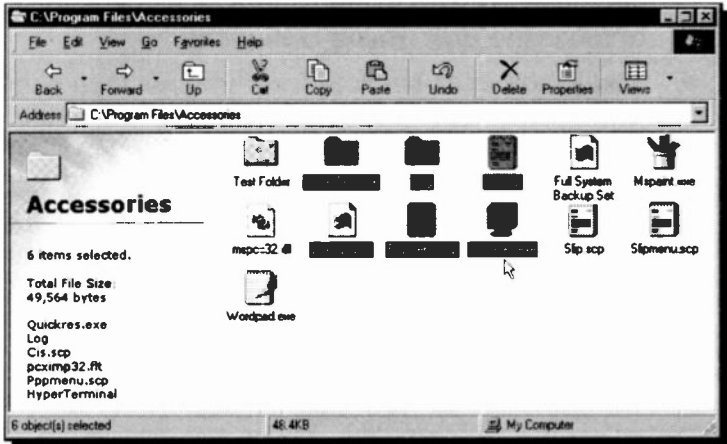 C:\Program Files\Accessories
File Edit View Go Favorites Help
Back Forward Up Cut Copy Paste Undo Delete Properties Views
Address C:\Program Files\Accessories
Test Folder Full System Backup Set Mspaint.exe
Accessories
mspcx32.dll Slip.scp Slipmenu.scp
6 items selected.
Total File Size:
49,564 bytes
Wordpad.exe
Quickres.exe
Log
Cis.scp
pcximp32.flt
Pppmenu.scp
HyperTerminal
6 object(s) selected 48.4KB My Computer